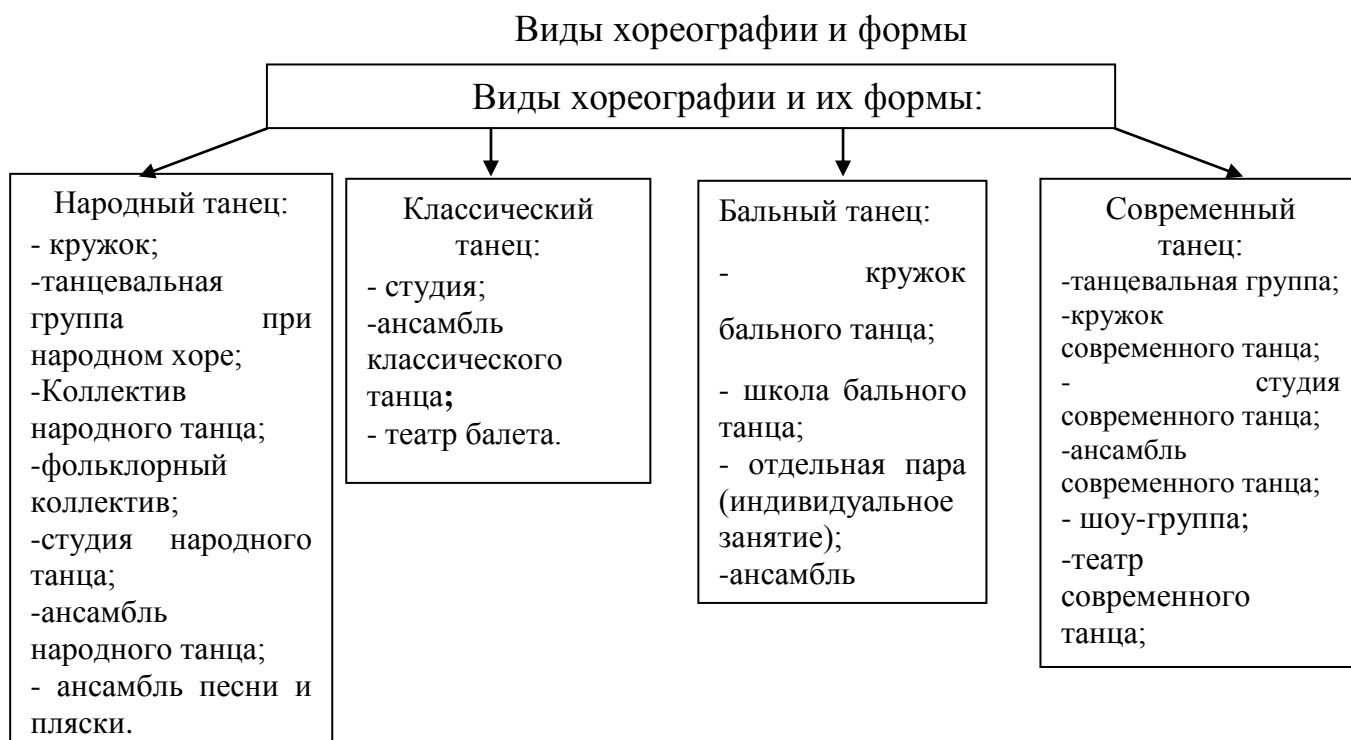 Виды хореографии и формы
Виды хореографии и их формы:
Народный танец:
- кружок;
-танцевальная
группа при
народном хоре;
-Коллектив
народного танца;
-фольклорный
коллектив;
-студия народного
танца;
-ансамбль
народного танца;
- ансамбль песни и
пляски.
Классический
танец:
- студия;
-ансамбль
классического
танца;
- театр балета.
Бальный танец:
- кружок
бального танца;
- школа бального
танца;
- отдельная пара
(индивидуальное
занятие);
-ансамбль
Современный
танец:
-танцевальная группа;
-кружок
современного танца;
- студия
современного танца;
-ансамбль
современного танца;
- шоу-группа;
-театр
современного
танца;